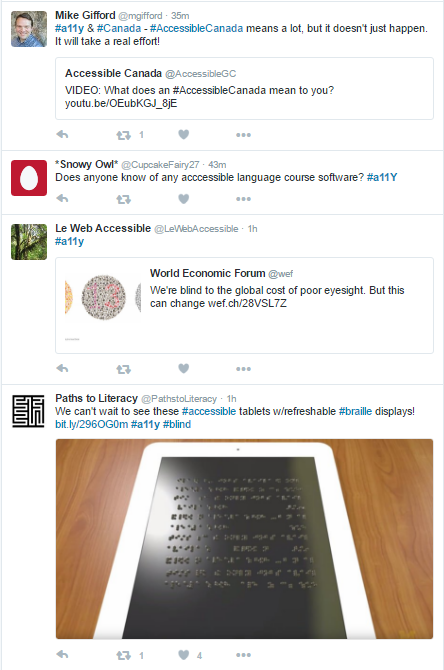 Mike Gifford @mgifford · 35m
#a11y & #Canada - #AccessibleCanada means a lot, but it doesn't just happen.
It will take a real effort!
Accessible Canada @AccessibleGC
VIDEO: What does an #AccessibleCanada mean to you?
youtu.be/OEubKGJ_8jE
1
*Snowy Owl* @CupcakeFairy27 · 43m
Does anyone know of any acccessible language course software? #a11Y
Le Web Accessible @LeWebAccessible · 1h
#a11y
World Economic Forum @wef
We're blind to the global cost of poor eyesight. But this
can change wef.ch/28VSL7Z
Paths to Literacy @PathstoLiteracy · 1h
We can't wait to see these #accessible tablets w/refreshable #braille displays!
bit.ly/296OG0m #a11y #blind
1 4